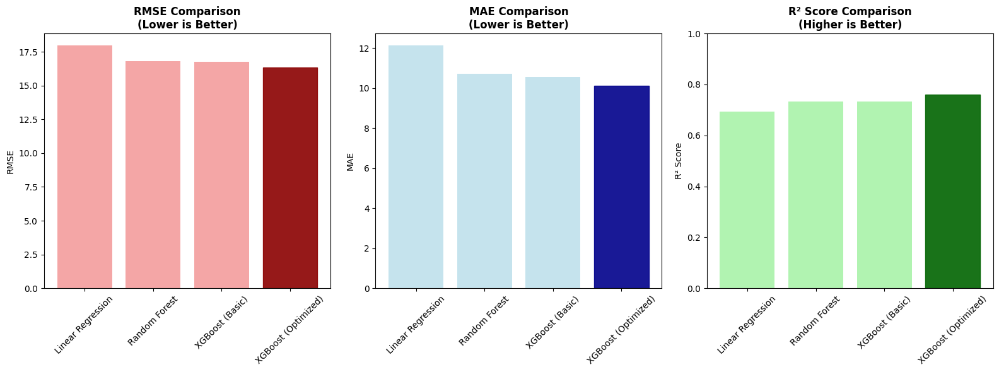 RMSE Comparison
(Lower is Better)
RMSE
17.5
15.0
12.5
10.0
7.5
5.0
2.5
0.0
Linear Regression
Random Forest
XGBoost (Basic)
XGBoost (Optimized)
MAE Comparison
(Lower is Better)
MAE
12
10
8
6
4
2
0
Linear Regression
Random Forest
XGBoost (Basic)
XGBoost (Optimized)
R² Score Comparison
(Higher is Better)
R² Score
1.0
0.8
0.6
0.4
0.2
0.0
Linear Regression
Random Forest
XGBoost (Basic)
XGBoost (Optimized)